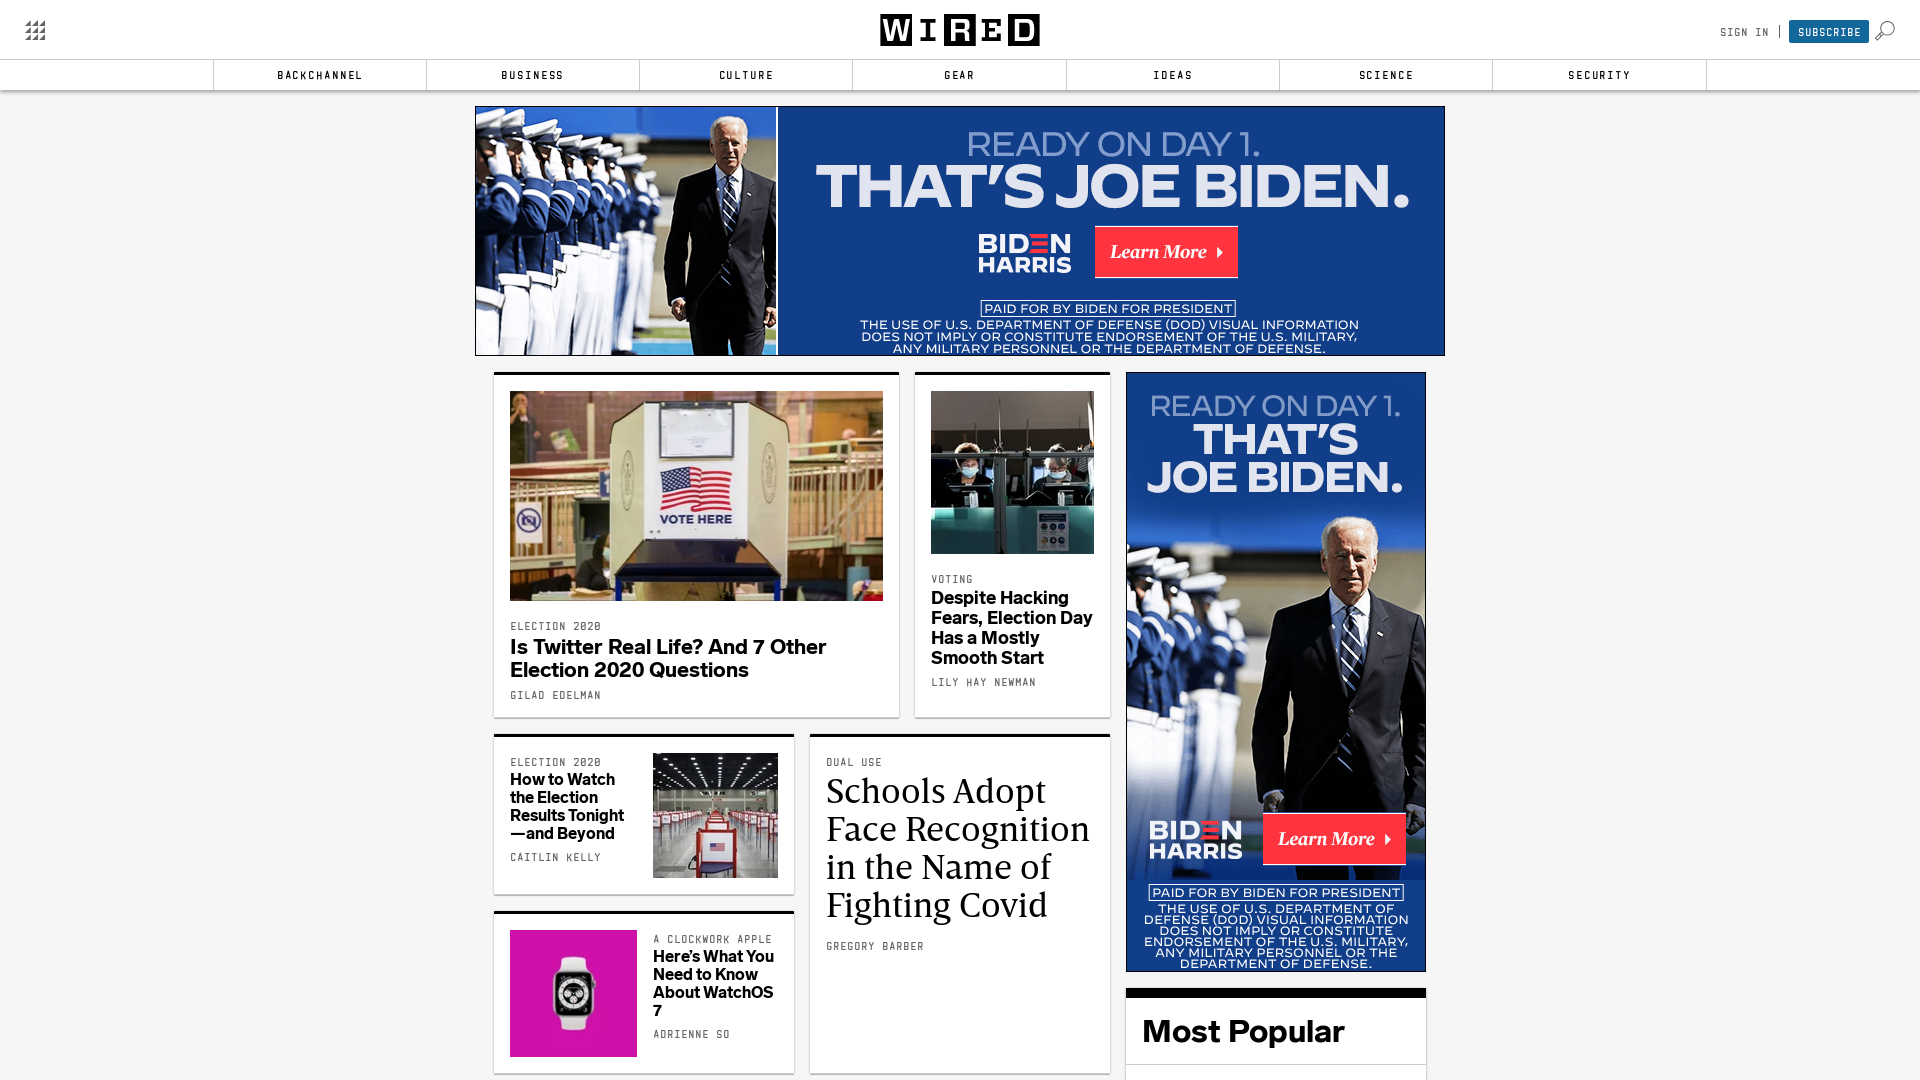 WIRED
SIGN IN
SUBSCRIBE
BACKCHANNEL
BUSINESS
CULTURE
GEAR
IDEAS
SCIENCE
SECURITY
READY ON DAY 1.
THAT'S JOE BIDEN.
BIDEN
HARRIS
Learn More
PAID FOR BY BIDEN FOR PRESIDENT
THE USE OF U.S. DEPARTMENT OF DEFENSE (DOD) VISUAL INFORMATION
DOES NOT IMPLY OR CONSTITUTE ENDORSEMENT OF THE U.S. MILITARY,
ANY MILITARY PERSONNEL OR THE DEPARTMENT OF DEFENSE.
VOTE HERE
ELECTION 2020
Is Twitter Real Life? And 7 Other
Election 2020 Questions
GILAD EDELMAN
VOTING
Despite Hacking
Fears, Election Day
Has a Mostly
Smooth Start
LILY HAY NEWMAN
READY ON DAY 1.
THAT'S
JOE BIDEN.
BIDEN
HARRIS
Learn More
PAID FOR BY BIDEN FOR PRESIDENT
THE USE OF U.S. DEPARTMENT OF
DEFENSE (DOD) VISUAL INFORMATION
DOES NOT IMPLY OR CONSTITUTE
ENDORSEMENT OF THE U.S. MILITARY,
ANY MILITARY PERSONNEL OR THE
DEPARTMENT OF DEFENSE.
ELECTION 2020
How to Watch
the Election
Results Tonight
—and Beyond
CAITLIN KELLY
DUAL USE
Schools Adopt
Face Recognition
in the Name of
Fighting Covid
GREGORY BARBER
A CLOCKWORK APPLE
Here's What You
Need to Know
About WatchOS
7
ADRIENNE SO
Most Popular